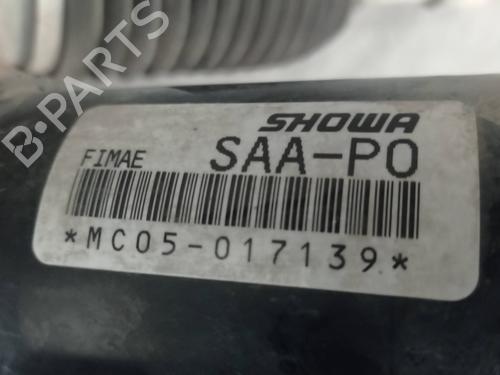 SHOWA
FIMAE SAA-P0
*MC05-017139*
B-PARTS